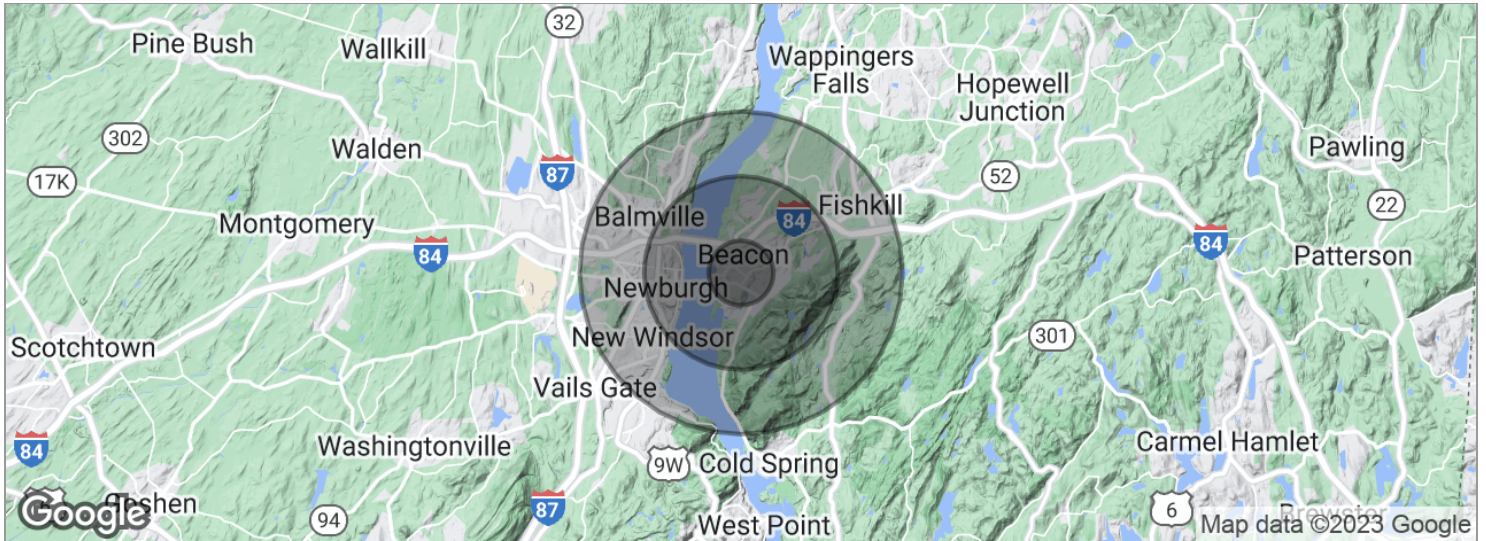 32
Pine Bush
Wallkill
Wappingers
Falls
Hopewell
Junction
302
Walden
Pawling
87
17K
52
22
Montgomery
Balmville
84
Fishkill
84
84
Beacon
Patterson
Newburgh
New Windsor
301
Scotchtown
Vails Gate
84
Washingtonville
Carmel Hamlet
9W
Cold Spring
Google
Goshen
94
87
West Point
6
Brewster
Map data ©2023 Google